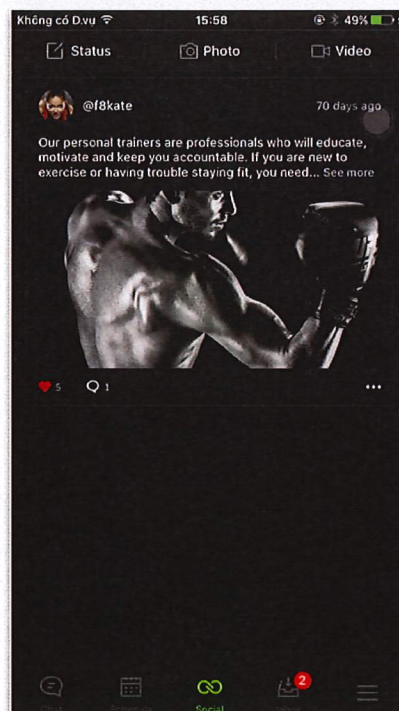 Không có D.vụ 15:58 49%
Status Photo Video
@f8kate 70 days ago
Our personal trainers are professionals who will educate,
motivate and keep you accountable. If you are new to
exercise or having trouble staying fit, you need... See more
5 1
2
Social